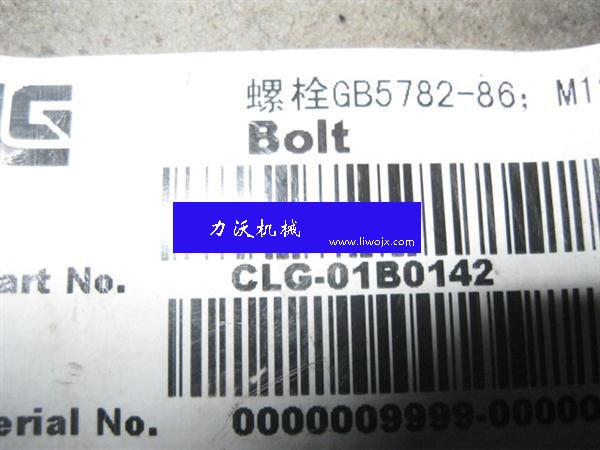 螺栓GB5782-86; M1
Bolt
力沃机械
www.liwojx.com
art No. CLG-01B0142
erial No. 0000009999-00000